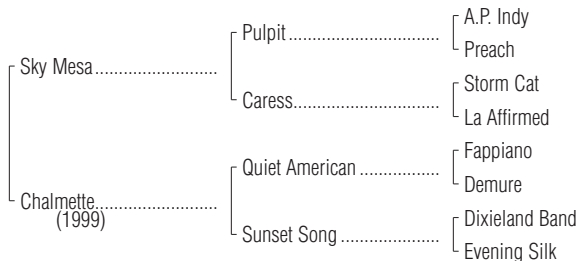 A.P. Indy
Pulpit..........................................
Preach
Sky Mesa...........................
Storm Cat
Caress.........................................
La Affirmed
Fappiano
Quiet American ......................
Demure
Chalmette...........................
(1999)
Dixieland Band
Sunset Song ...........................
Evening Silk